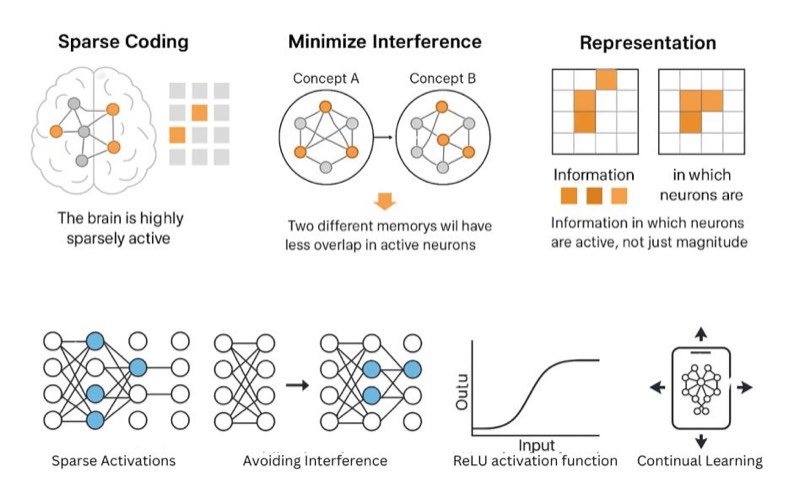 Sparse Coding
The brain is highly
sparsely active
Minimize Interference
Concept A
Concept B
Two different memorys wil have
less overlap in active neurons
Representation
Information
in which
neurons are
Information in which neurons
are active, not just magnitude
Sparse Activations
Avoiding Interference
Outu
Input
ReLU activation function
Continual Learning